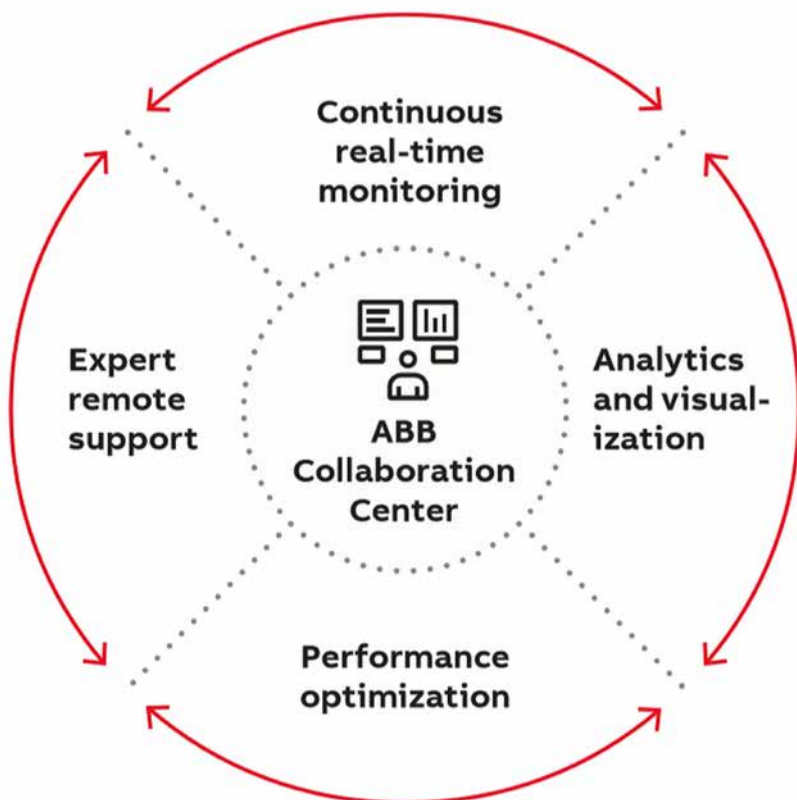 Continuous
real-time
monitoring
Expert
remote
support
ABB
Collaboration
Center
Analytics
and visual-
ization
Performance
optimization